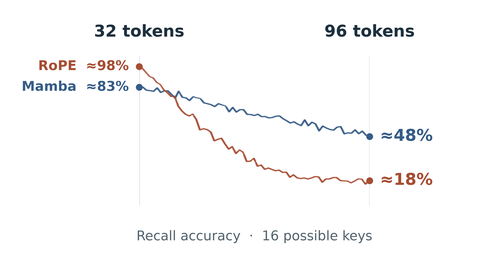 32 tokens 96 tokens
RoPE ≈98%
Mamba ≈83%
≈48%
≈18%
Recall accuracy · 16 possible keys